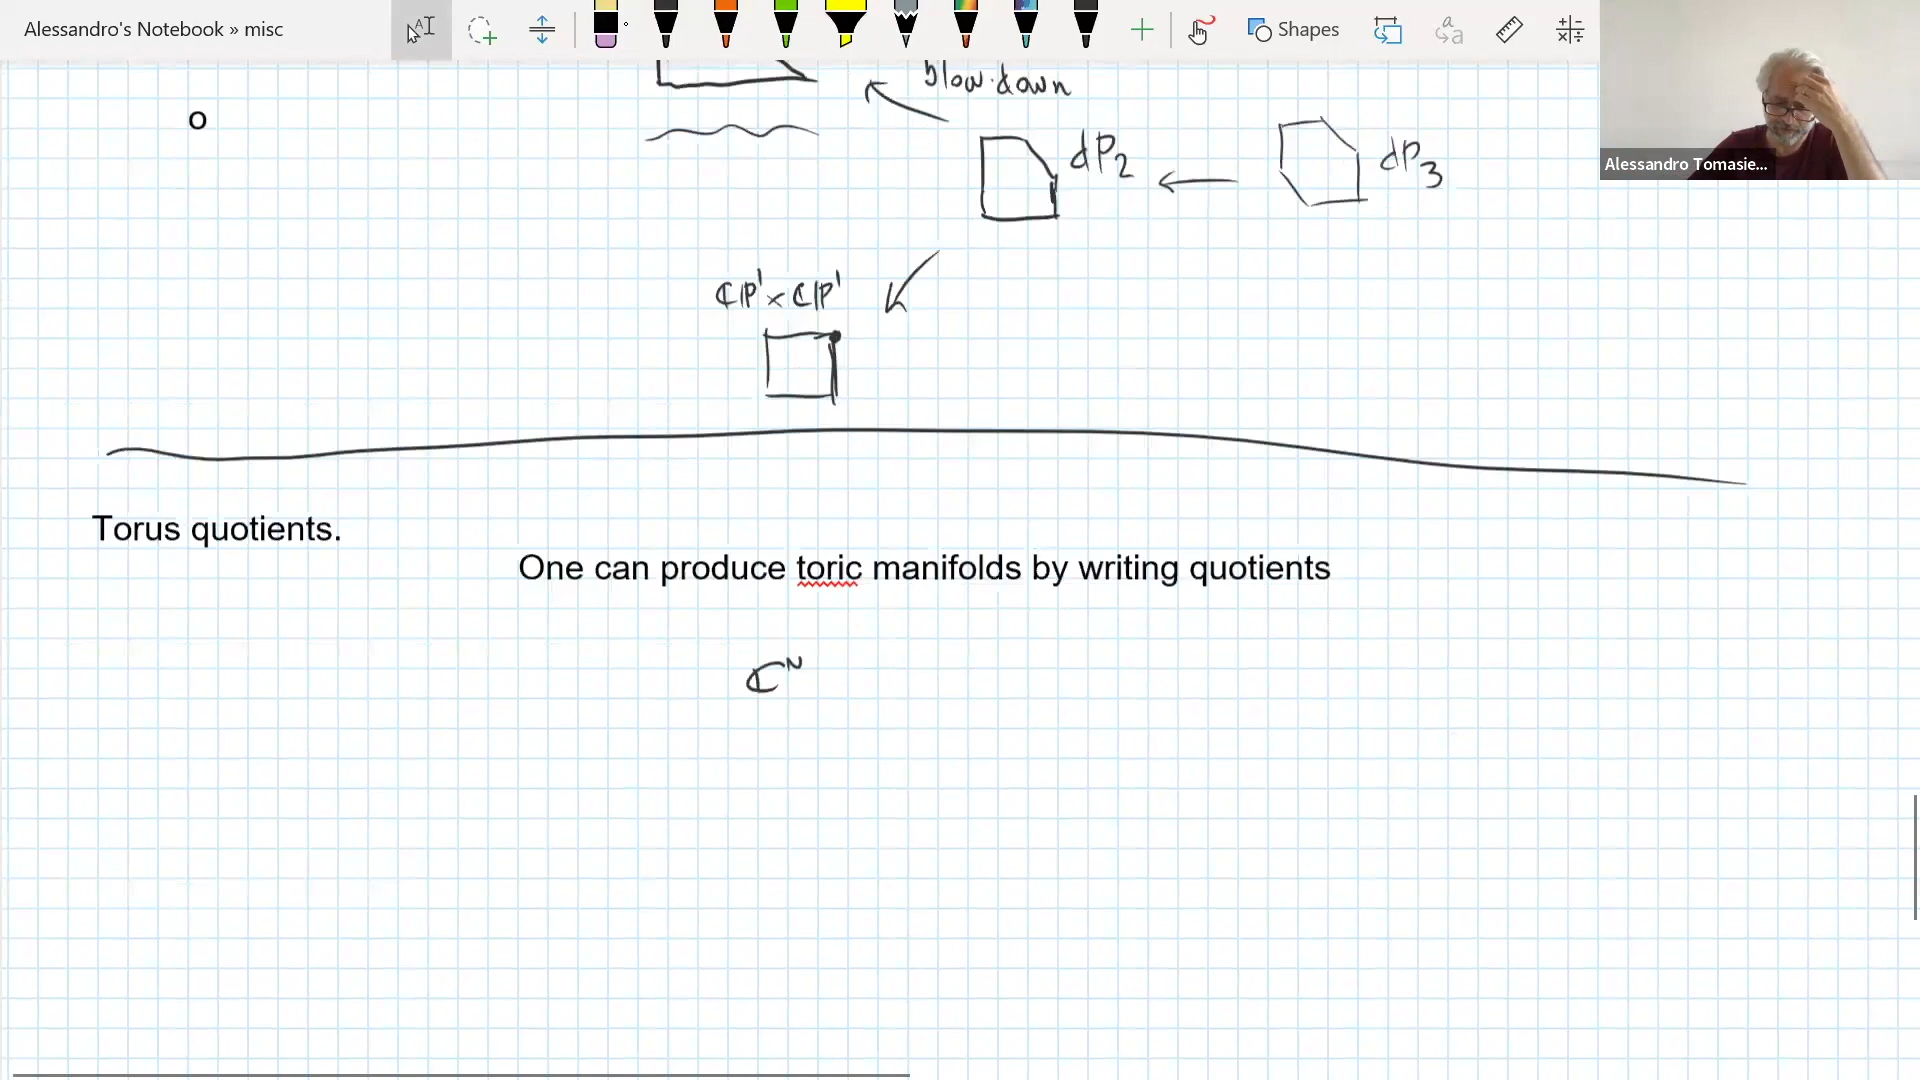 Alessandro's Notebook » misc
Shapes
Alessandro Tomasie...
blow-down
o
dP2
dP3
ℂℙ¹×ℂℙ¹
Torus quotients.
One can produce toric manifolds by writing quotients
ℂᴺ